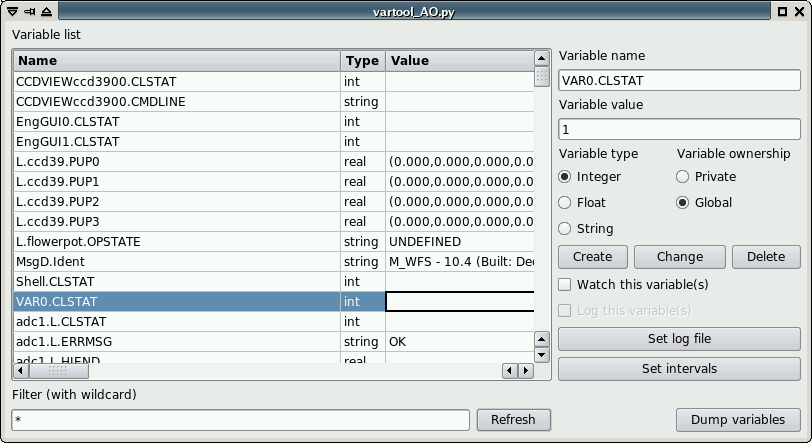 vartool_AO.py
Variable list
Name Type Value
CCDVIEWccd3900.CLSTAT int
CCDVIEWccd3900.CMDLINE string
EngGUI0.CLSTAT int
EngGUI1.CLSTAT int
L.ccd39.PUP0 real (0.000,0.000,0.000,0.0
L.ccd39.PUP1 real (0.000,0.000,0.000,0.0
L.ccd39.PUP2 real (0.000,0.000,0.000,0.0
L.ccd39.PUP3 real (0.000,0.000,0.000,0.0
L.flowerpot.OPSTATE string UNDEFINED
MsgD.Ident string M_WFS - 10.4 (Built: Dec
Shell.CLSTAT int
VAR0.CLSTAT int
adc1.L.CLSTAT int
adc1.L.ERRMSG string OK
adc1.L.HIEND real
Filter (with wildcard)
*
Refresh
Variable name
VAR0.CLSTAT
Variable value
1
Variable type Variable ownership
Integer Private
Float Global
String
Create Change Delete
Watch this variable(s)
Log this variable(s)
Set log file
Set intervals
Dump variables